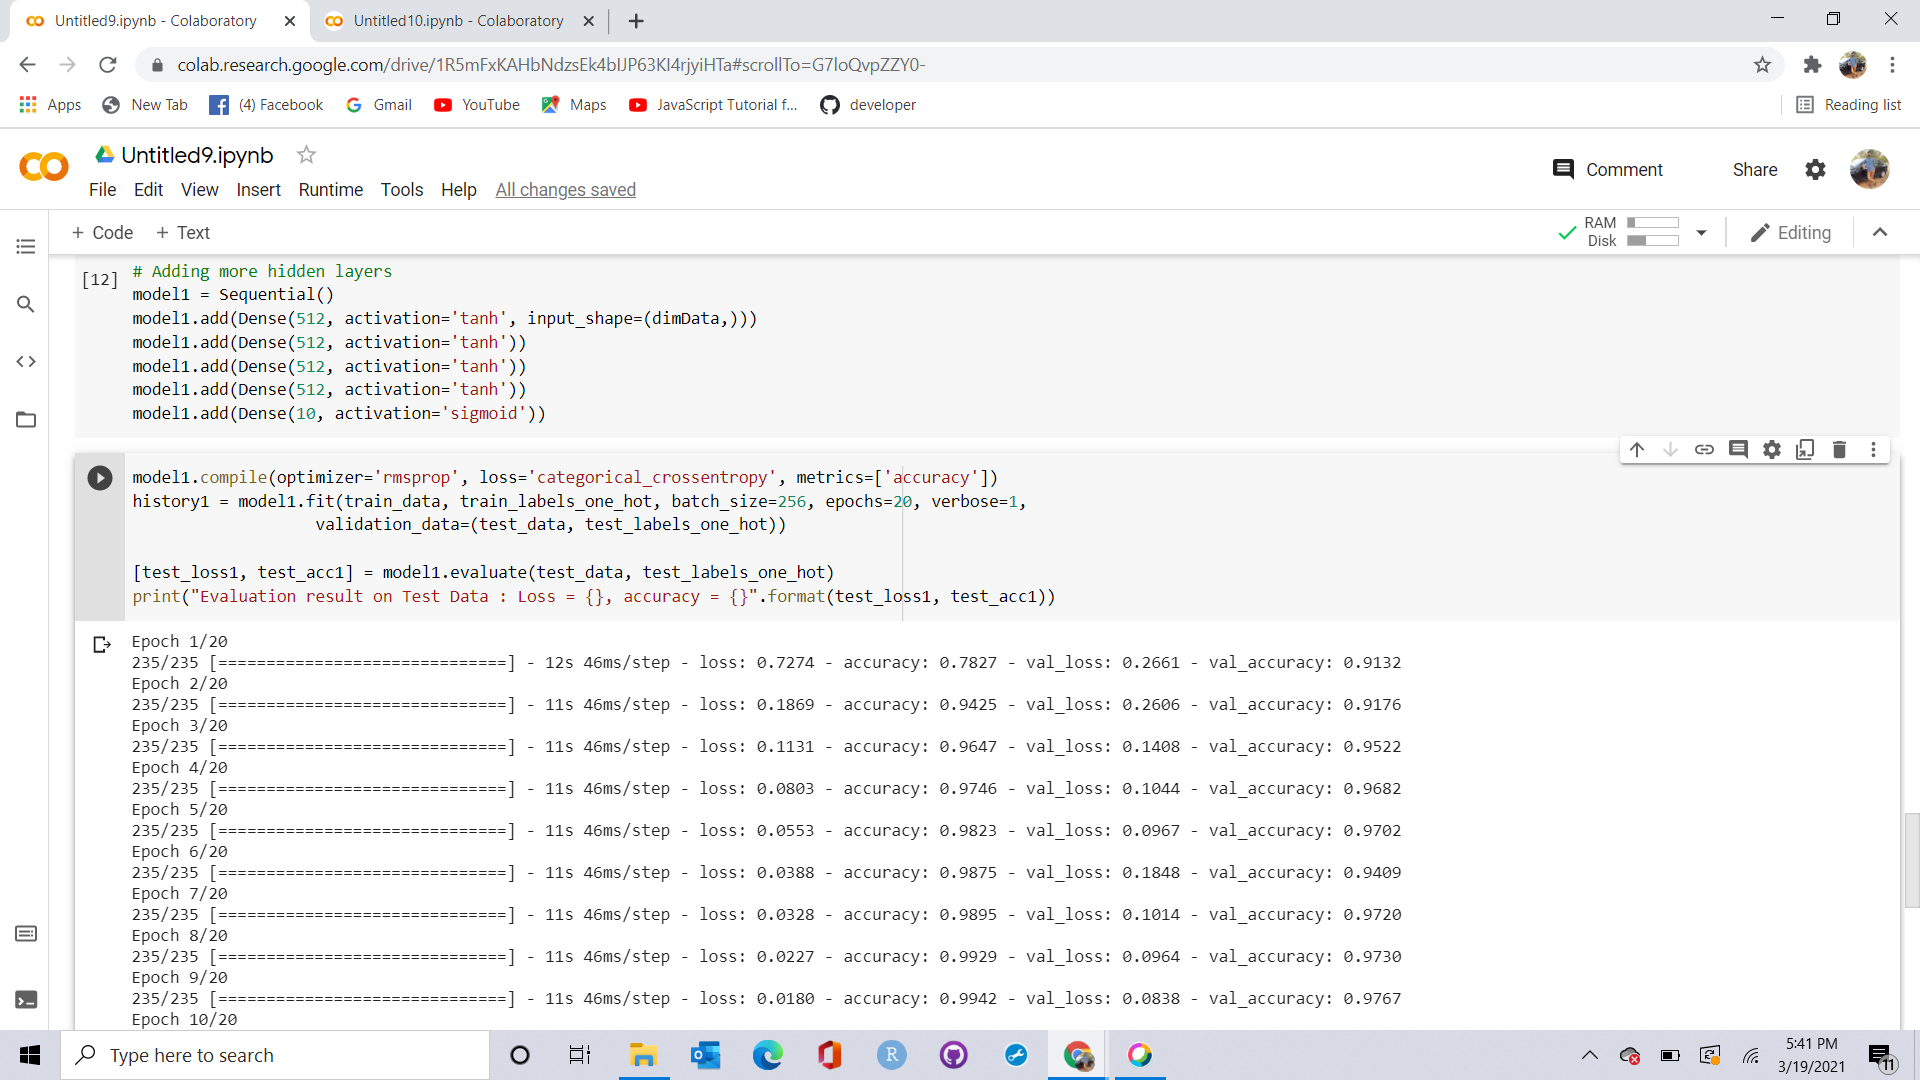 Untitled9.ipynb - Colaboratory
Untitled10.ipynb - Colaboratory
colab.research.google.com/drive/1R5mFxKAHbNdzsEk4bIJP63KI4rjyiHTa#scrollTo=G7loQvpZZY0-
Apps New Tab (4) Facebook Gmail YouTube Maps JavaScript Tutorial f... developer Reading list
Untitled9.ipynb
Comment Share
File Edit View Insert Runtime Tools Help All changes saved
+ Code + Text
RAM
Disk
Editing
[12]
# Adding more hidden layers
model1 = Sequential()
model1.add(Dense(512, activation='tanh', input_shape=(dimData,)))
model1.add(Dense(512, activation='tanh'))
model1.add(Dense(512, activation='tanh'))
model1.add(Dense(512, activation='tanh'))
model1.add(Dense(10, activation='sigmoid'))
model1.compile(optimizer='rmsprop', loss='categorical_crossentropy', metrics=['accuracy'])
history1 = model1.fit(train_data, train_labels_one_hot, batch_size=256, epochs=20, verbose=1,
validation_data=(test_data, test_labels_one_hot))
[test_loss1, test_acc1] = model1.evaluate(test_data, test_labels_one_hot)
print("Evaluation result on Test Data : Loss = {}, accuracy = {}".format(test_loss1, test_acc1))
Epoch 1/20
235/235 [==============================] - 12s 46ms/step - loss: 0.7274 - accuracy: 0.7827 - val_loss: 0.2661 - val_accuracy: 0.9132
Epoch 2/20
235/235 [==============================] - 11s 46ms/step - loss: 0.1869 - accuracy: 0.9425 - val_loss: 0.2606 - val_accuracy: 0.9176
Epoch 3/20
235/235 [==============================] - 11s 46ms/step - loss: 0.1131 - accuracy: 0.9647 - val_loss: 0.1408 - val_accuracy: 0.9522
Epoch 4/20
235/235 [==============================] - 11s 46ms/step - loss: 0.0803 - accuracy: 0.9746 - val_loss: 0.1044 - val_accuracy: 0.9682
Epoch 5/20
235/235 [==============================] - 11s 46ms/step - loss: 0.0553 - accuracy: 0.9823 - val_loss: 0.0967 - val_accuracy: 0.9702
Epoch 6/20
235/235 [==============================] - 11s 46ms/step - loss: 0.0388 - accuracy: 0.9875 - val_loss: 0.1848 - val_accuracy: 0.9409
Epoch 7/20
235/235 [==============================] - 11s 46ms/step - loss: 0.0328 - accuracy: 0.9895 - val_loss: 0.1014 - val_accuracy: 0.9720
Epoch 8/20
235/235 [==============================] - 11s 46ms/step - loss: 0.0227 - accuracy: 0.9929 - val_loss: 0.0964 - val_accuracy: 0.9730
Epoch 9/20
235/235 [==============================] - 11s 46ms/step - loss: 0.0180 - accuracy: 0.9942 - val_loss: 0.0838 - val_accuracy: 0.9767
Epoch 10/20
Type here to search
5:41 PM
3/19/2021
11